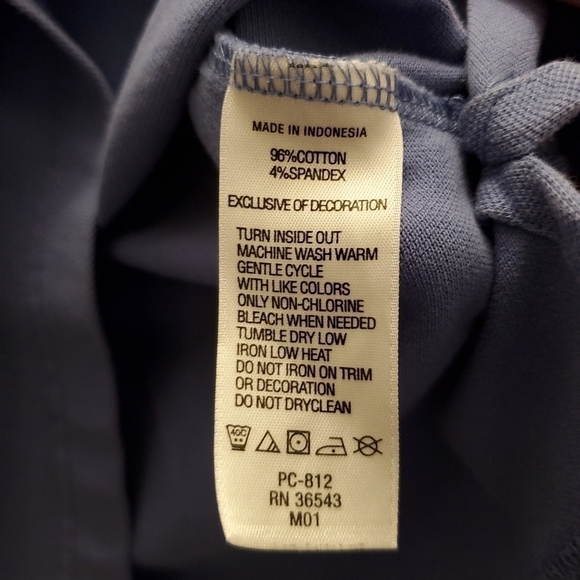 MADE IN INDONESIA
96%COTTON
4%SPANDEX
EXCLUSIVE OF DECORATION
TURN INSIDE OUT
MACHINE WASH WARM
GENTLE CYCLE
WITH LIKE COLORS
ONLY NON-CHLORINE
BLEACH WHEN NEEDED
TUMBLE DRY LOW
IRON LOW HEAT
DO NOT IRON ON TRIM
OR DECORATION
DO NOT DRYCLEAN
40C
PC-812
RN 36543
M01